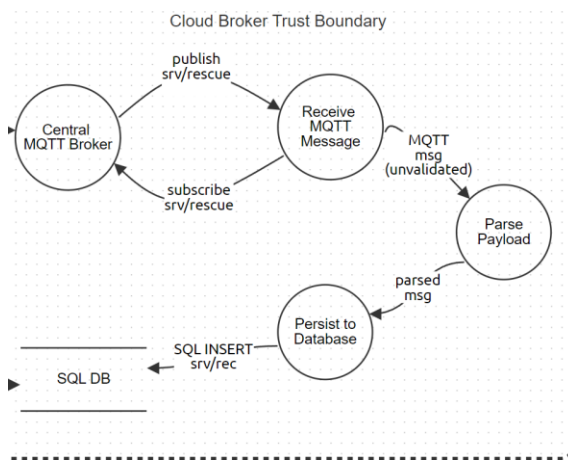 Cloud Broker Trust Boundary
publish
srv/rescue
Central
MQTT Broker
Receive
MQTT
Message
MQTT
msg
(unvalidated)
subscribe
srv/rescue
Parse
Payload
parsed
msg
Persist to
Database
SQL INSERT
srv/rec
SQL DB